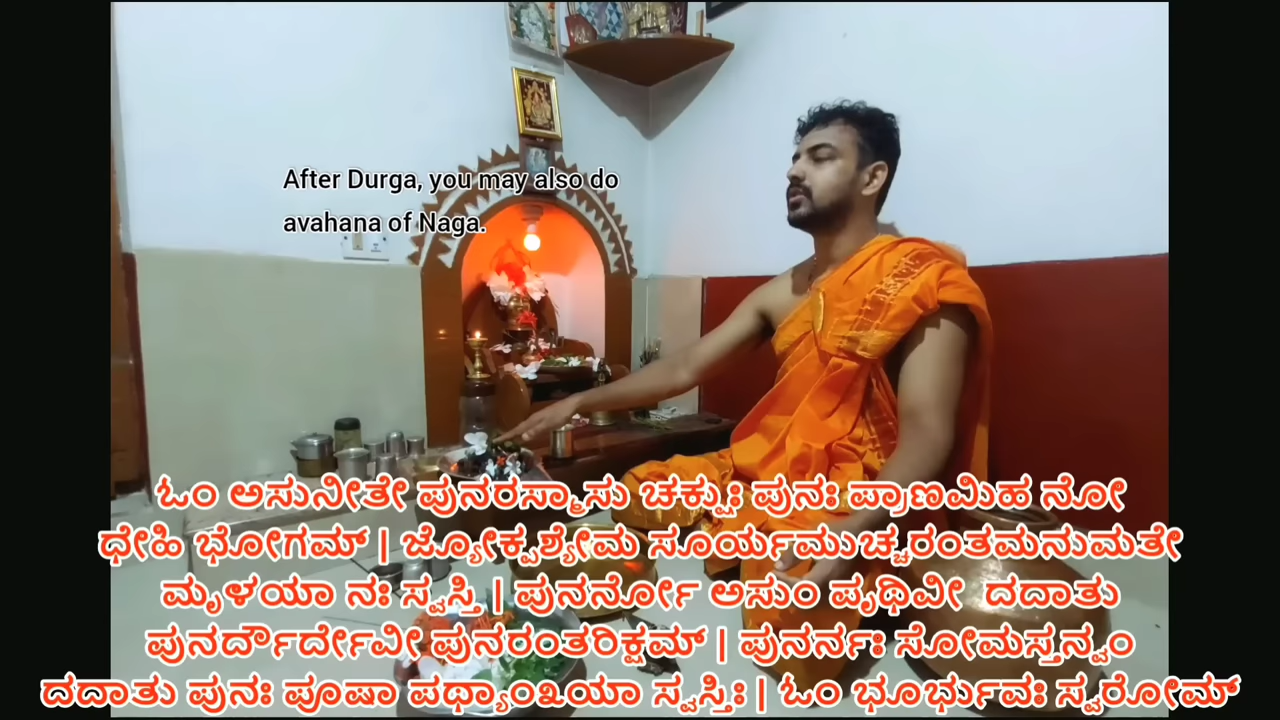 After Durga, you may also do
avahana of Naga.
ಓಂ ಅಸುನೀತೇ ಪುನರಸ್ಮಾಸು ಚಕ್ಷುಃ ಪುನಃ ಪ್ರಾಣಮಿಹ ನೋ
ಧೇಹಿ ಭೋಗಮ್ | ಜ್ಯೋಕ್ಪಶ್ಯೇಮ ಸೂರ್ಯಮುಚ್ಚರಂತಮನುಮತೇ
ಮೃಳಯಾ ನಃ ಸ್ವಸ್ತಿ | ಪುನರ್ನೋ ಅಸುಂ ಪೃಥಿವೀ ದದಾತು
ಪುನರ್ದೌರ್ದೇವೀ ಪುನರಂತರಿಕ್ಷಮ್ | ಪುನರ್ನಃ ಸೋಮಸ್ತನ್ವಂ
ದದಾತು ಪುನಃ ಪೂಷಾ ಪಥ್ಯಾಂ೩ಯಾ ಸ್ವಸ್ತಿಃ | ಓಂ ಭೂರ್ಭುವಃ ಸ್ವರೋಮ್